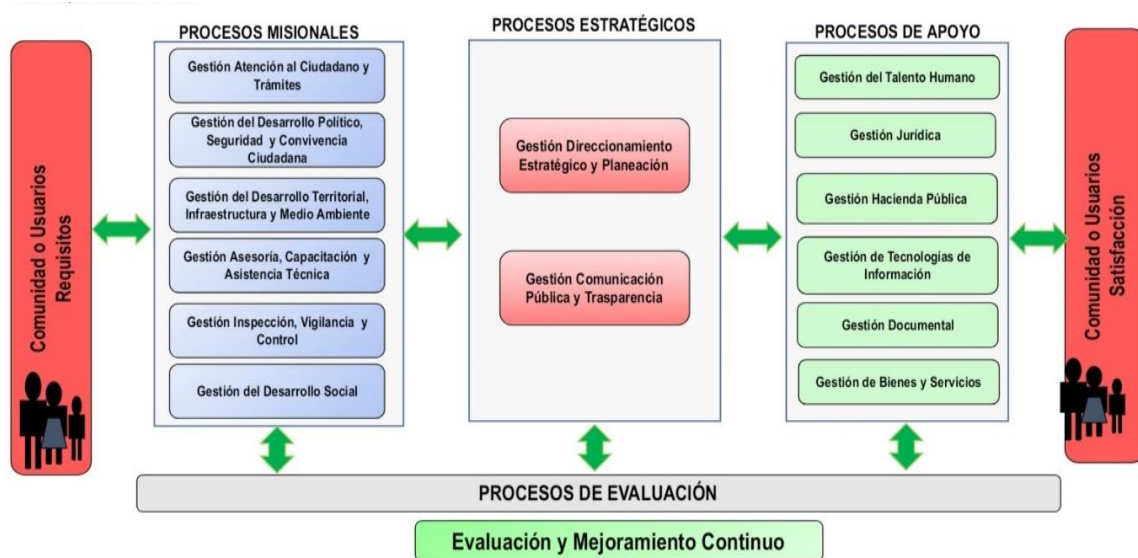 PROCESOS MISIONALES
PROCESOS ESTRATÉGICOS
PROCESOS DE APOYO
Comunidad o Usuarios
Requisitos
Gestión Atención al Ciudadano y
Trámites
Gestión del Desarrollo Político,
Seguridad y Convivencia
Ciudadana
Gestión del Desarrollo Territorial,
Infraestructura y Medio Ambiente
Gestión Asesoría, Capacitación y
Asistencia Técnica
Gestión Inspección, Vigilancia y
Control
Gestión del Desarrollo Social
Gestión Direccionamiento
Estratégico y Planeación
Gestión Comunicación
Pública y Trasparencia
Gestión del Talento Humano
Gestión Jurídica
Gestión Hacienda Pública
Gestión de Tecnologías de
Información
Gestión Documental
Gestión de Bienes y Servicios
Comunidad o Usuarios
Satisfacción
PROCESOS DE EVALUACIÓN
Evaluación y Mejoramiento Continuo